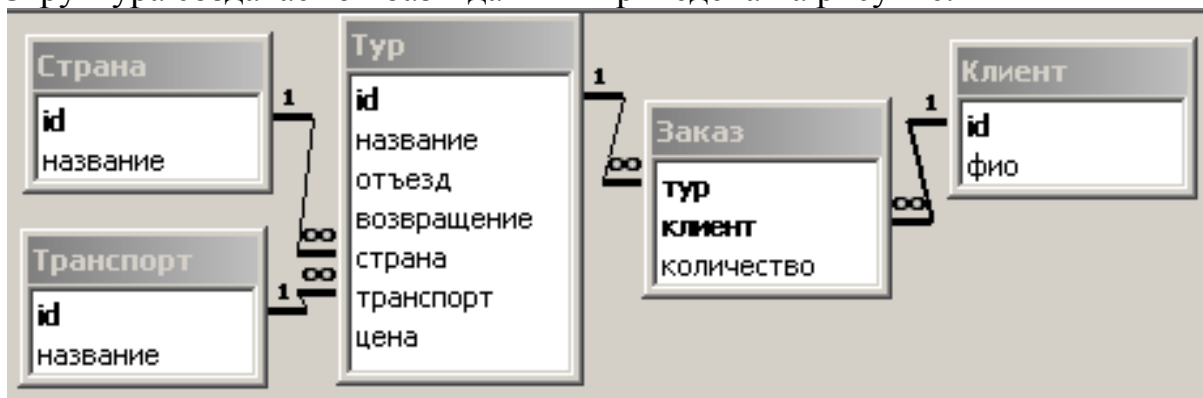 Страна
id
название
Транспорт
id
название
Тур
id
название
отъезд
возвращение
страна
транспорт
цена
Заказ
тур
клиент
количество
Клиент
id
фио
1
∞
1
∞
1
∞
1
∞